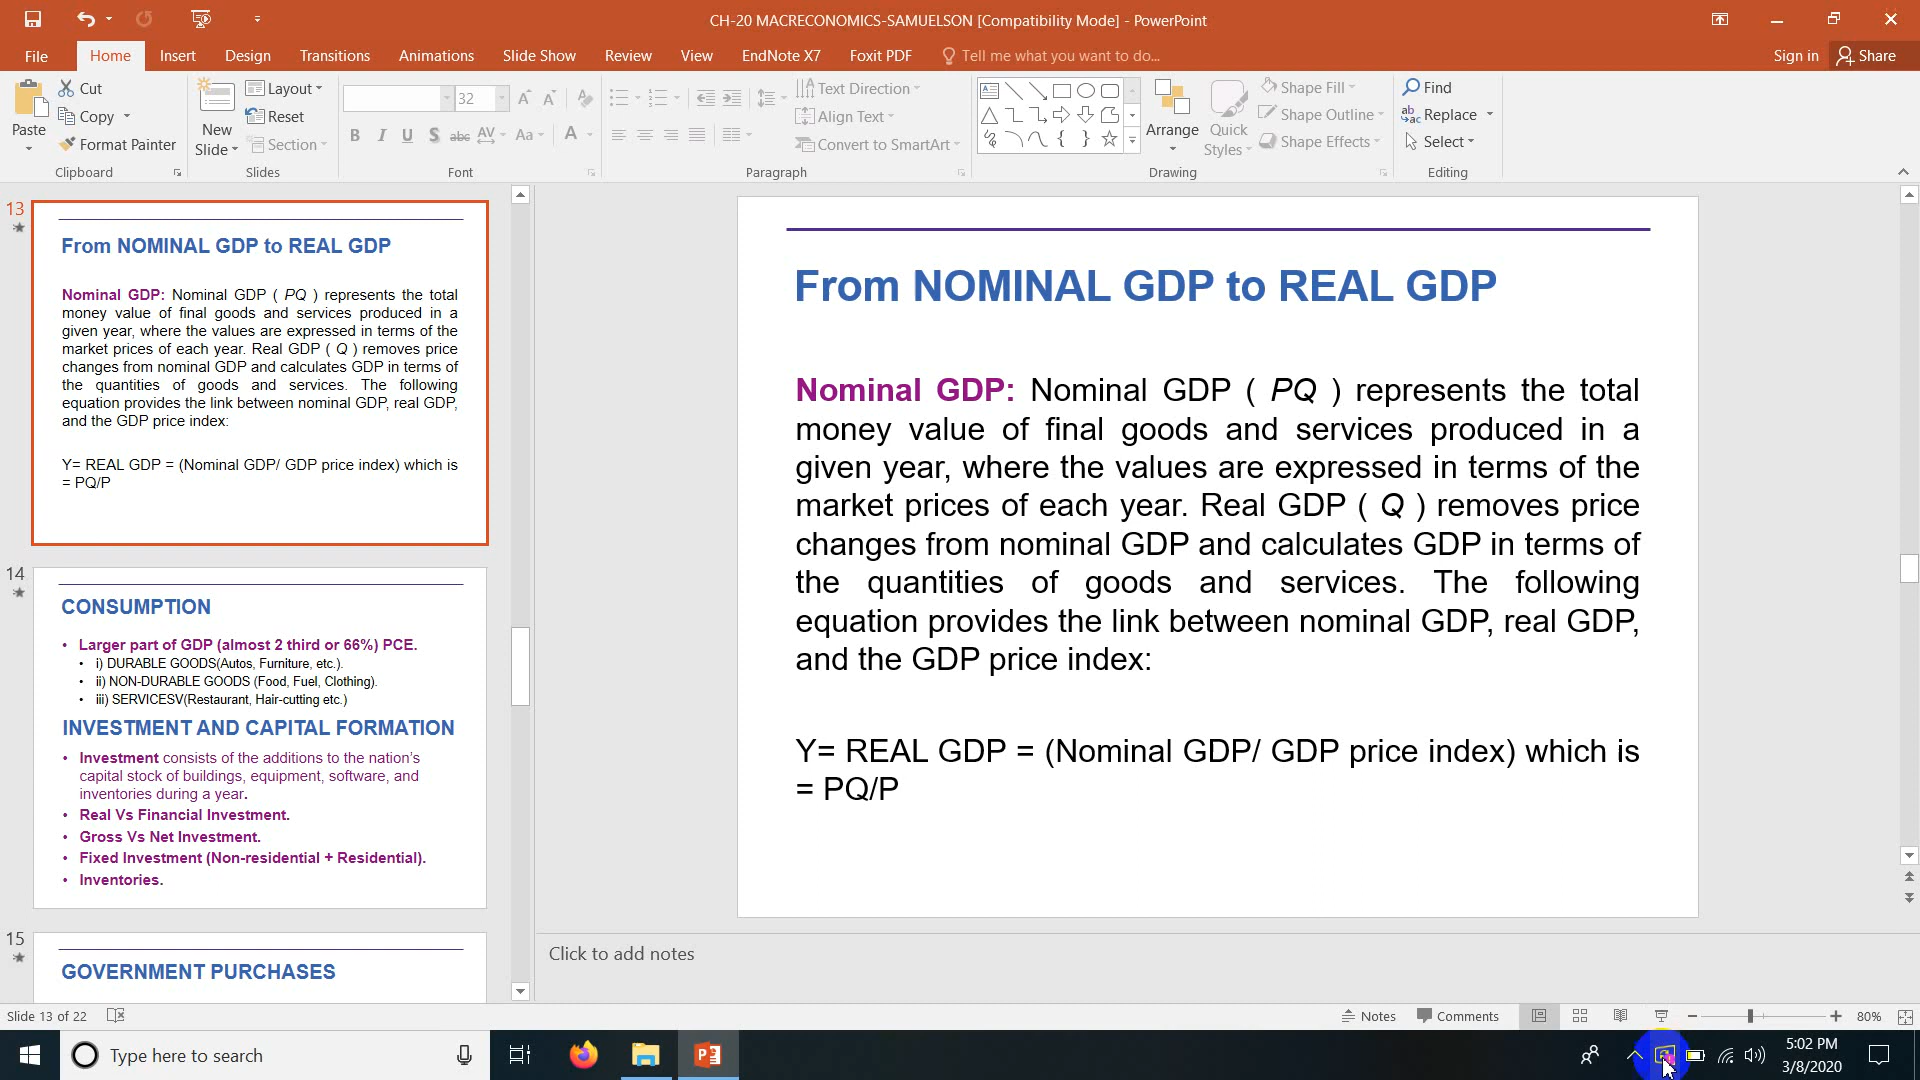 CH-20 MACRECONOMICS-SAMUELSON [Compatibility Mode] - PowerPoint
File Home Insert Design Transitions Animations Slide Show Review View EndNote X7 Foxit PDF Tell me what you want to do... Sign in Share
Paste
Cut
Copy
Format Painter
Clipboard
New Slide
Layout
Reset
Section
Slides
32
B I U S abc AV Aa A
Font
Text Direction
Align Text
Convert to SmartArt
Paragraph
Arrange
Quick Styles
Shape Fill
Shape Outline
Shape Effects
Drawing
Find
Replace
Select
Editing
13
From NOMINAL GDP to REAL GDP
Nominal GDP: Nominal GDP ( PQ ) represents the total
money value of final goods and services produced in a
given year, where the values are expressed in terms of the
market prices of each year. Real GDP ( Q ) removes price
changes from nominal GDP and calculates GDP in terms of
the quantities of goods and services. The following
equation provides the link between nominal GDP, real GDP,
and the GDP price index:
Y= REAL GDP = (Nominal GDP/ GDP price index) which is
= PQ/P
14
CONSUMPTION
• Larger part of GDP (almost 2 third or 66%) PCE.
• i) DURABLE GOODS(Autos, Furniture, etc.).
• ii) NON-DURABLE GOODS (Food, Fuel, Clothing).
• iii) SERVICESV(Restaurant, Hair-cutting etc.)
INVESTMENT AND CAPITAL FORMATION
• Investment consists of the additions to the nation's
capital stock of buildings, equipment, software, and
inventories during a year.
• Real Vs Financial Investment.
• Gross Vs Net Investment.
• Fixed Investment (Non-residential + Residential).
• Inventories.
15
GOVERNMENT PURCHASES
From NOMINAL GDP to REAL GDP
Nominal GDP: Nominal GDP ( PQ ) represents the total
money value of final goods and services produced in a
given year, where the values are expressed in terms of the
market prices of each year. Real GDP ( Q ) removes price
changes from nominal GDP and calculates GDP in terms of
the quantities of goods and services. The following
equation provides the link between nominal GDP, real GDP,
and the GDP price index:
Y= REAL GDP = (Nominal GDP/ GDP price index) which is
= PQ/P
Click to add notes
Slide 13 of 22 Notes Comments 80%
Type here to search
5:02 PM
3/8/2020